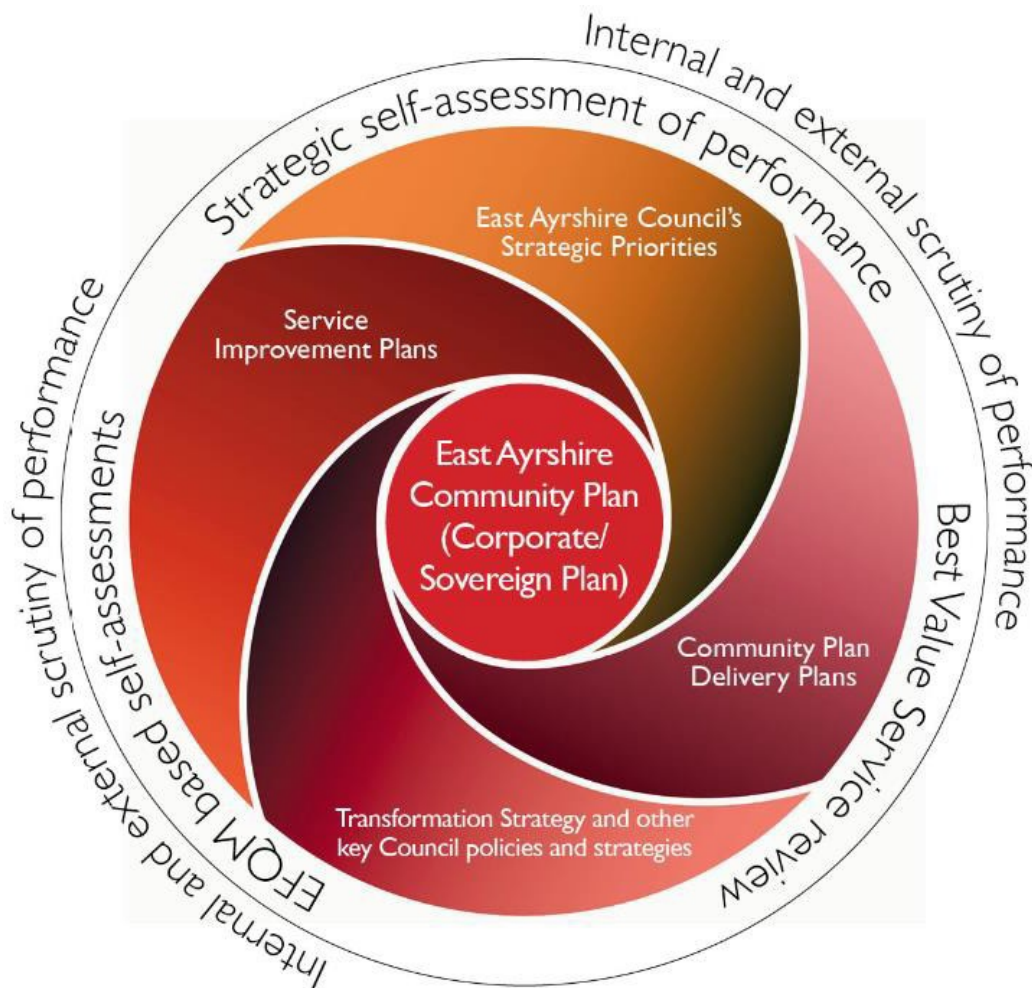 Internal and external scrutiny of performance
Strategic self-assessment of performance
East Ayrshire Council's
Strategic Priorities
Service
Improvement Plans
East Ayrshire
Community Plan
(Corporate/
Sovereign Plan)
Community Plan
Delivery Plans
Transformation Strategy and other
key Council policies and strategies
Best Value Service review
EFQM based self-assessments
Internal and external scrutiny of performance